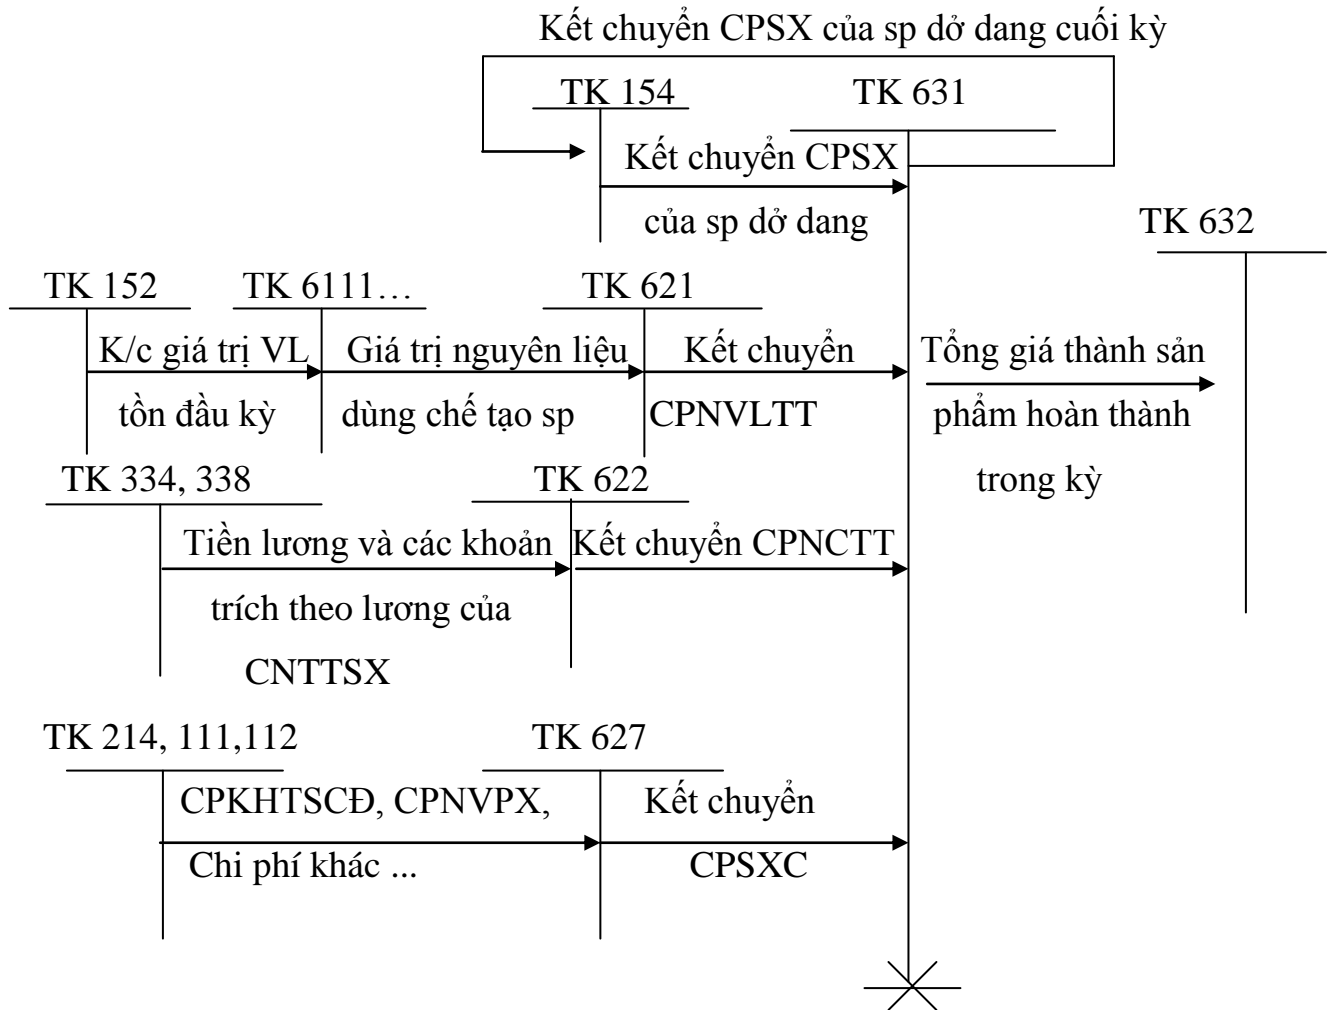 Kết chuyển CPSX của sp dở dang cuối kỳ
TK 154
TK 631
Kết chuyển CPSX
của sp dở dang
TK 632
TK 152
TK 6111...
TK 621
K/c giá trị VL
Giá trị nguyên liệu
Kết chuyển
Tổng giá thành sản
tồn đầu kỳ
dùng chế tạo sp
CPNVLTT
phẩm hoàn thành
TK 334, 338
TK 622
trong kỳ
Tiền lương và các khoản
Kết chuyển CPNCTT
trích theo lương của
CNTTSX
TK 214, 111,112
TK 627
CPKHTSCĐ, CPNVPX,
Kết chuyển
Chi phí khác ...
CPSXC